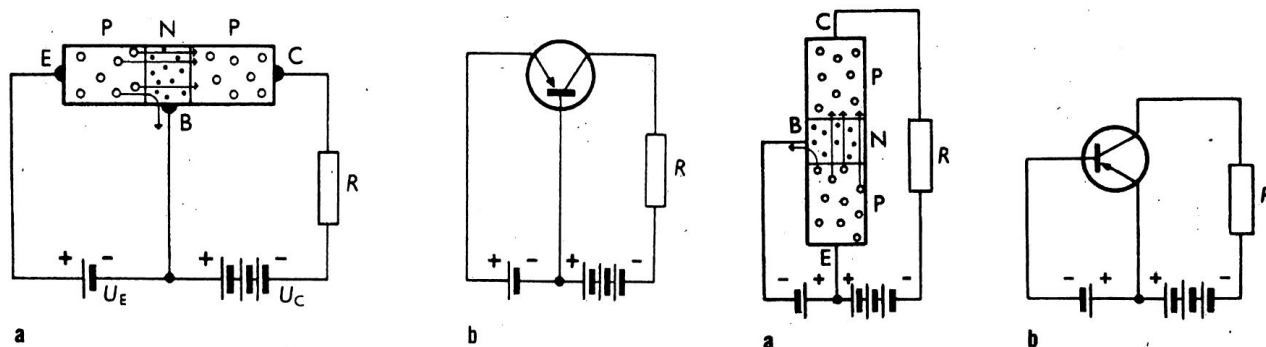 P N P
E C
B
R
+ - + -
U_E U_C
a
R
+ - + -
b
C
P
B N
R
P
E
- + + -
a
- + + -
b